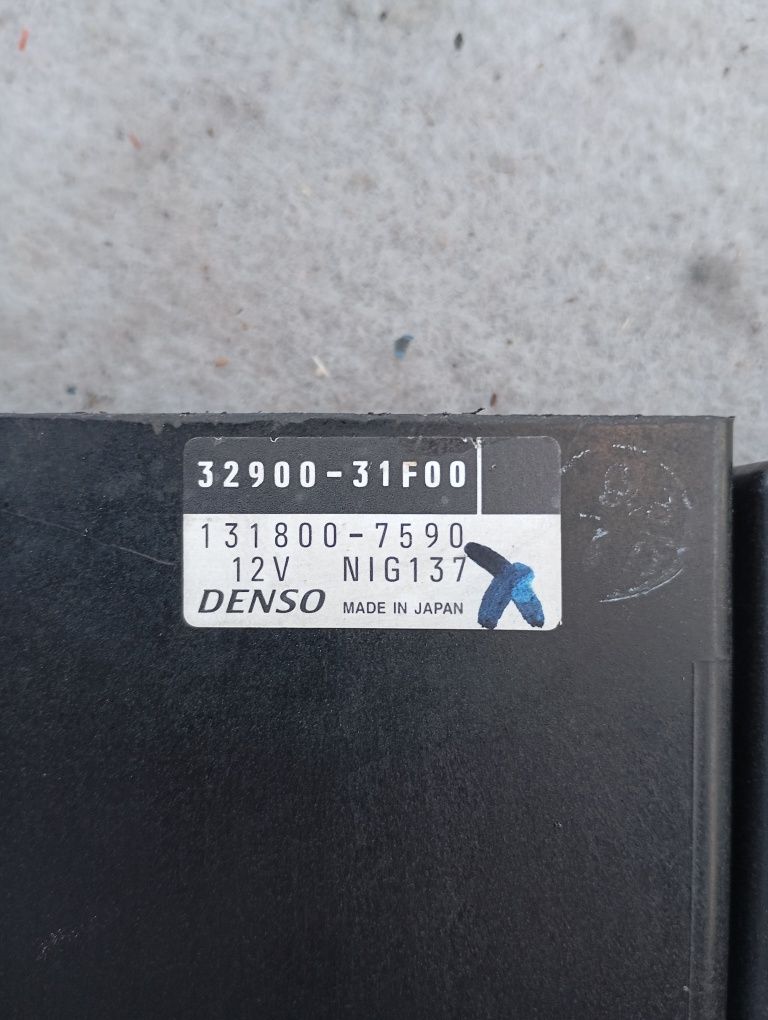 32900-31F00
131800-7590
12V NIG137
DENSO MADE IN JAPAN